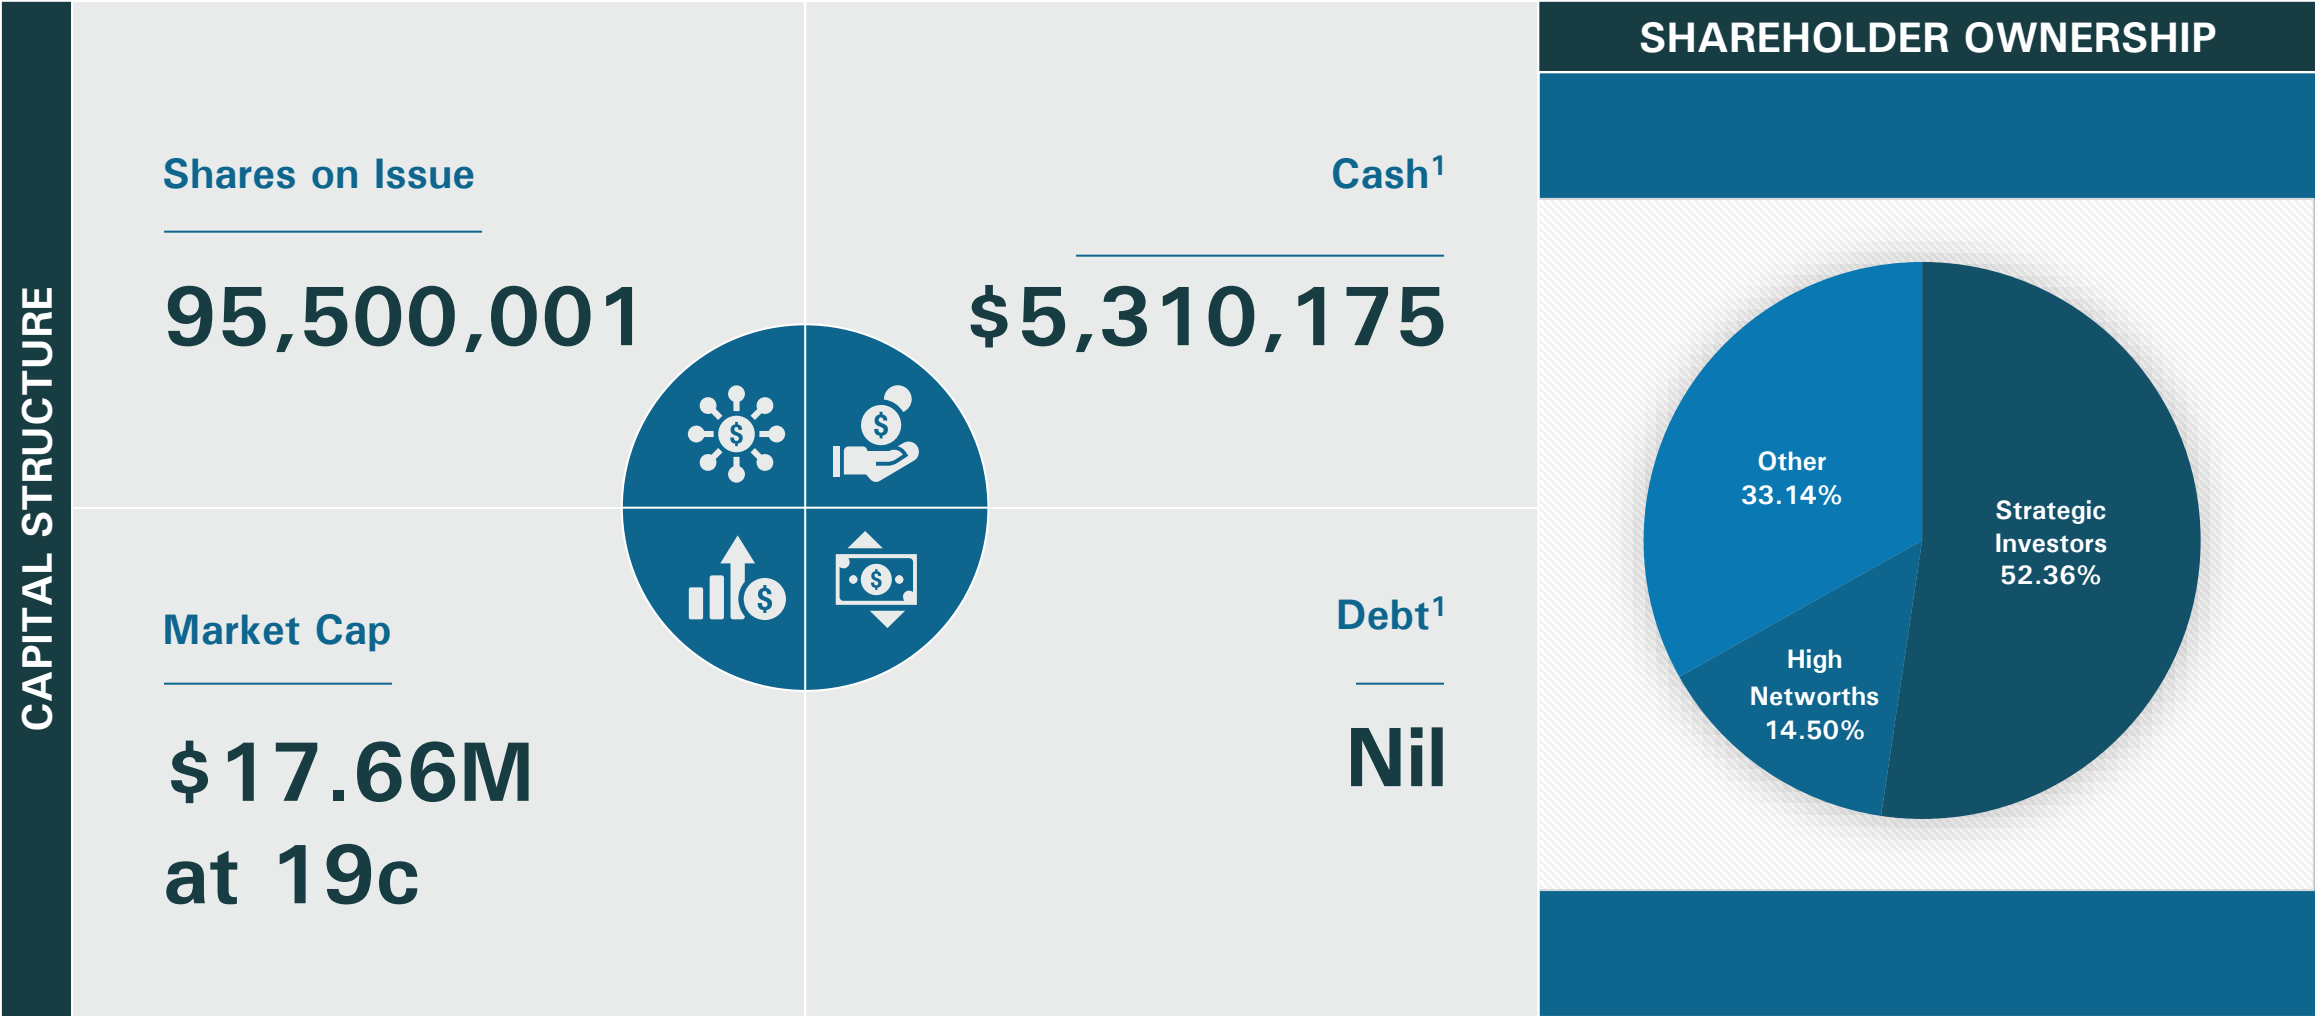 CAPITAL STRUCTURE
Shares on Issue
95,500,001
Cash¹
$5,310,175
Market Cap
$17.66M
at 19c
Debt¹
Nil
$
$
$
$
SHAREHOLDER OWNERSHIP
Other
33.14%
Strategic
Investors
52.36%
High
Networths
14.50%